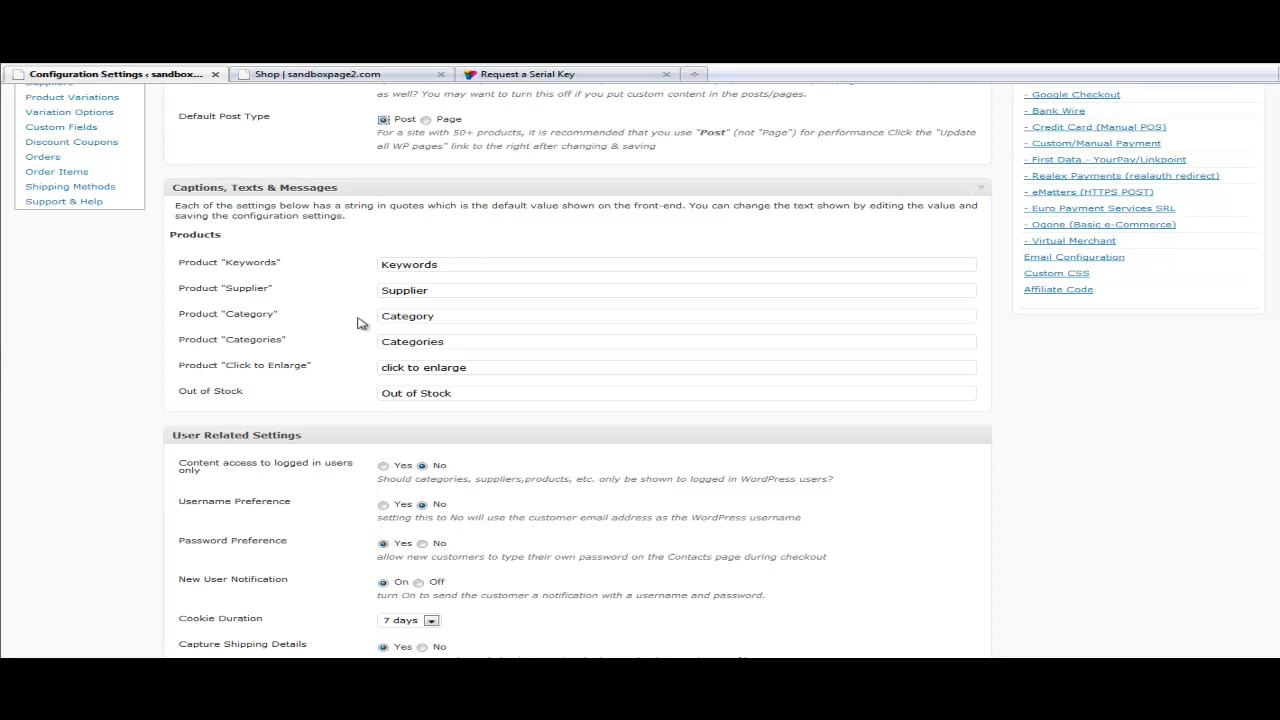 Configuration Settings ‹ sandbox...
Shop | sandboxpage2.com
Request a Serial Key
Product Variations
Variation Options
Custom Fields
Discount Coupons
Orders
Order Items
Shipping Methods
Support & Help
as well? You may want to turn this off if you put custom content in the posts/pages.
Default Post Type
Post Page
For a site with 50+ products, it is recommended that you use "Post" (not "Page") for performance Click the "Update
all WP pages" link to the right after changing & saving
Captions, Texts & Messages
Each of the settings below has a string in quotes which is the default value shown on the front-end. You can change the text shown by editing the value and
saving the configuration settings.
Products
Product "Keywords" Keywords
Product "Supplier" Supplier
Product "Category" Category
Product "Categories" Categories
Product "Click to Enlarge" click to enlarge
Out of Stock Out of Stock
User Related Settings
Content access to logged in users
only
Yes No
Should categories, suppliers,products, etc. only be shown to logged in WordPress users?
Username Preference Yes No
setting this to No will use the customer email address as the WordPress username
Password Preference Yes No
allow new customers to type their own password on the Contacts page during checkout
New User Notification On Off
turn On to send the customer a notification with a username and password.
Cookie Duration 7 days
Capture Shipping Details Yes No
- Google Checkout
- Bank Wire
- Credit Card (Manual POS)
- Custom/Manual Payment
- First Data - YourPay/Linkpoint
- Realex Payments (realauth redirect)
- eMatters (HTTPS POST)
- Euro Payment Services SRL
- Ogone (Basic e-Commerce)
- Virtual Merchant
Email Configuration
Custom CSS
Affiliate Code